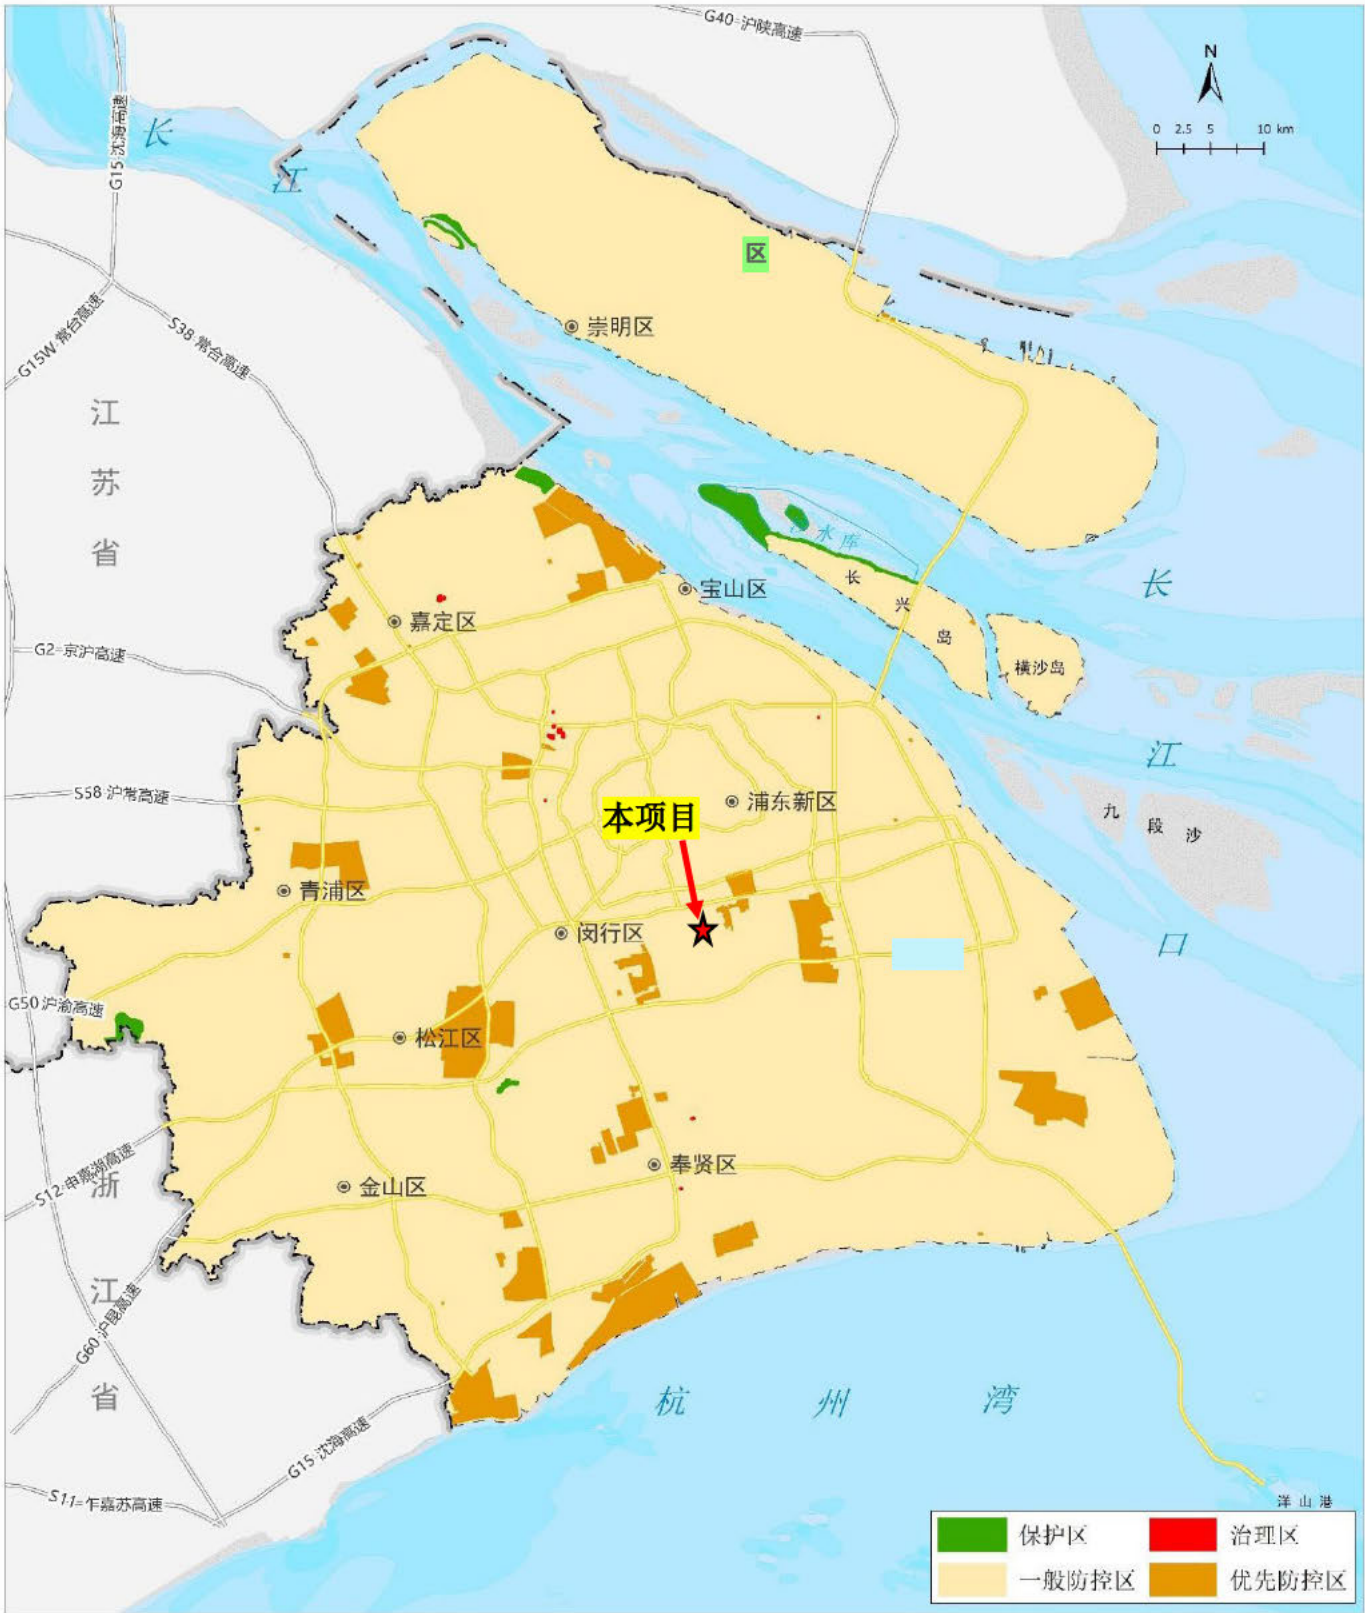 G40 沪陕高速
N
0 2.5 5 10 km
G15 沈海高速
长
江
区
崇明区
G15W 常台高速
S38 常合高速
江
苏
省
水库
长
兴
岛
横沙岛
长
江
口
九段沙
宝山区
嘉定区
G2 京沪高速
S58 沪常高速
浦东新区
本项目
青浦区
闵行区
G50 沪渝高速
松江区
S12 申嘉湖高速
浙
江
省
奉贤区
金山区
G60 沪昆高速
杭州湾
G15 沈海高速
S11 乍嘉苏高速
洋山港
保护区
治理区
一般防控区
优先防控区